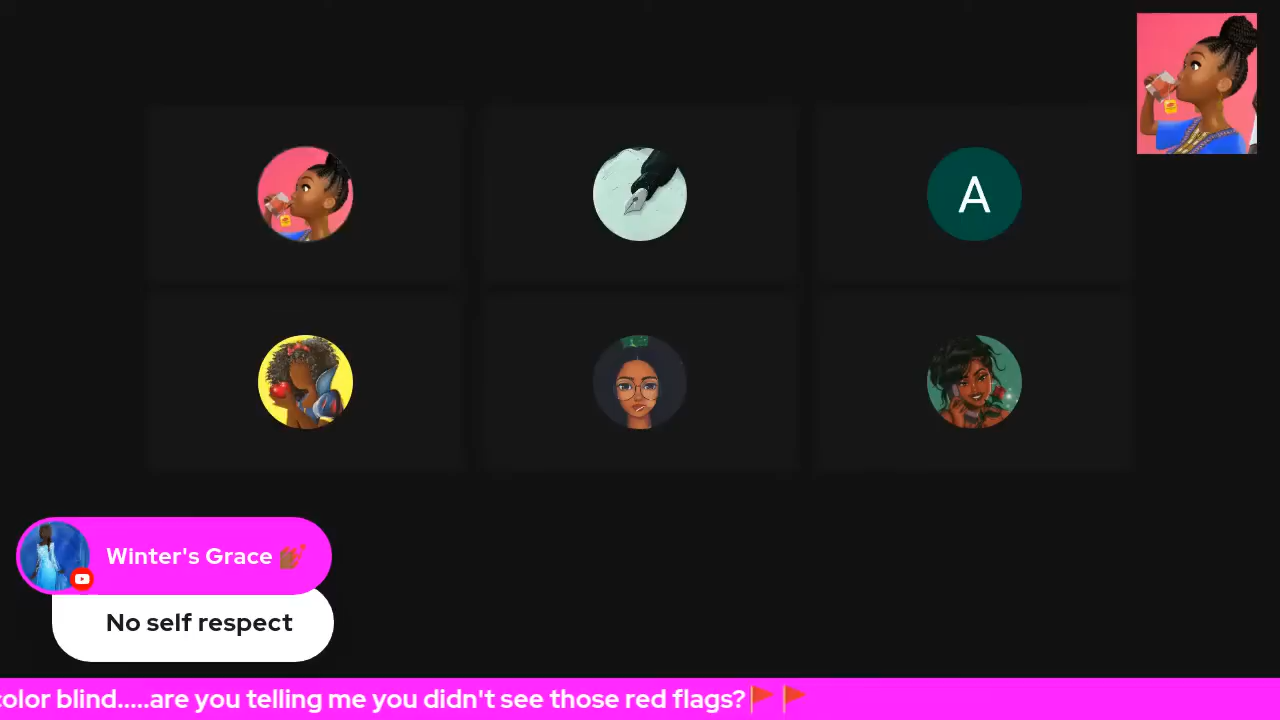 A
Winter's Grace 💅🏾
No self respect
color blind.....are you telling me you didn't see those red flags?🚩🚩